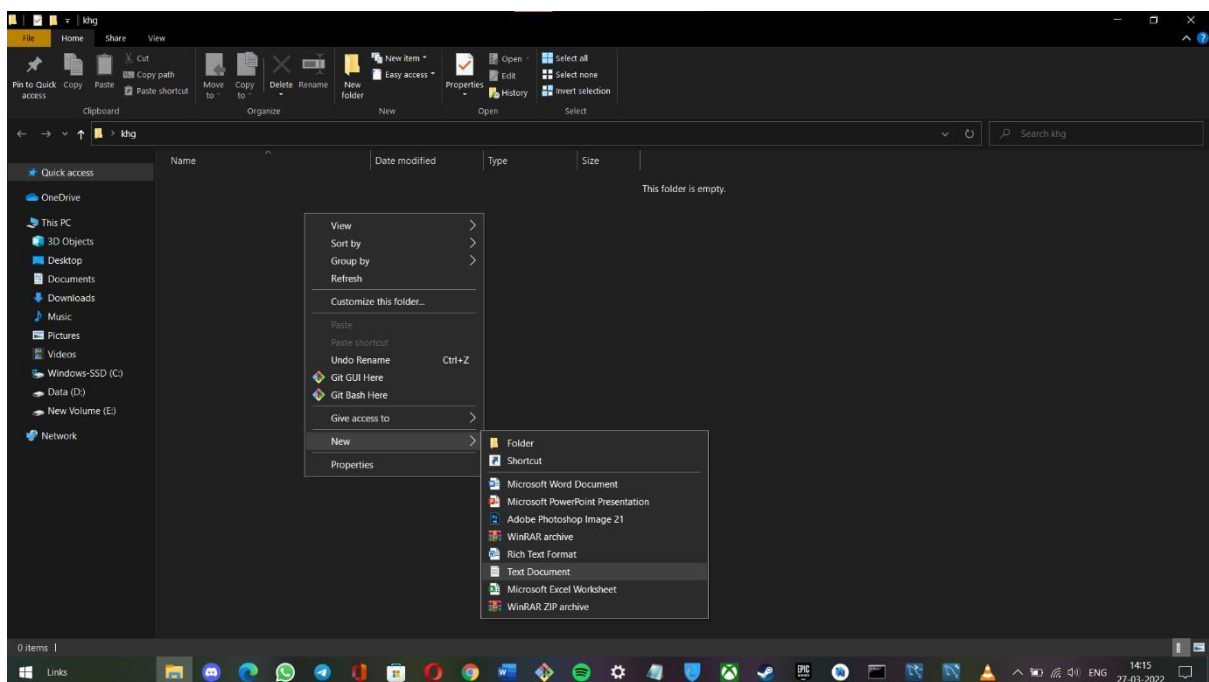 khg
File Home Share View
Pin to Quick access
Copy
Paste
Cut
Copy path
Paste shortcut
Clipboard
Move to
Copy to
Delete
Rename
Organize
New folder
New item
Easy access
New
Properties
Open
Edit
History
Open
Select all
Select none
Invert selection
Select
khg
Search khg
Name Date modified Type Size
This folder is empty.
Quick access
OneDrive
This PC
3D Objects
Desktop
Documents
Downloads
Music
Pictures
Videos
Windows-SSD (C:)
Data (D:)
New Volume (E:)
Network
View
Sort by
Group by
Refresh
Customize this folder...
Paste
Paste shortcut
Undo Rename Ctrl+Z
Git GUI Here
Git Bash Here
Give access to
New
Properties
Folder
Shortcut
Microsoft Word Document
Microsoft PowerPoint Presentation
Adobe Photoshop Image 21
WinRAR archive
Rich Text Format
Text Document
Microsoft Excel Worksheet
WinRAR ZIP archive
0 items
Links
EPIC
ENG
14:15
27-03-2022